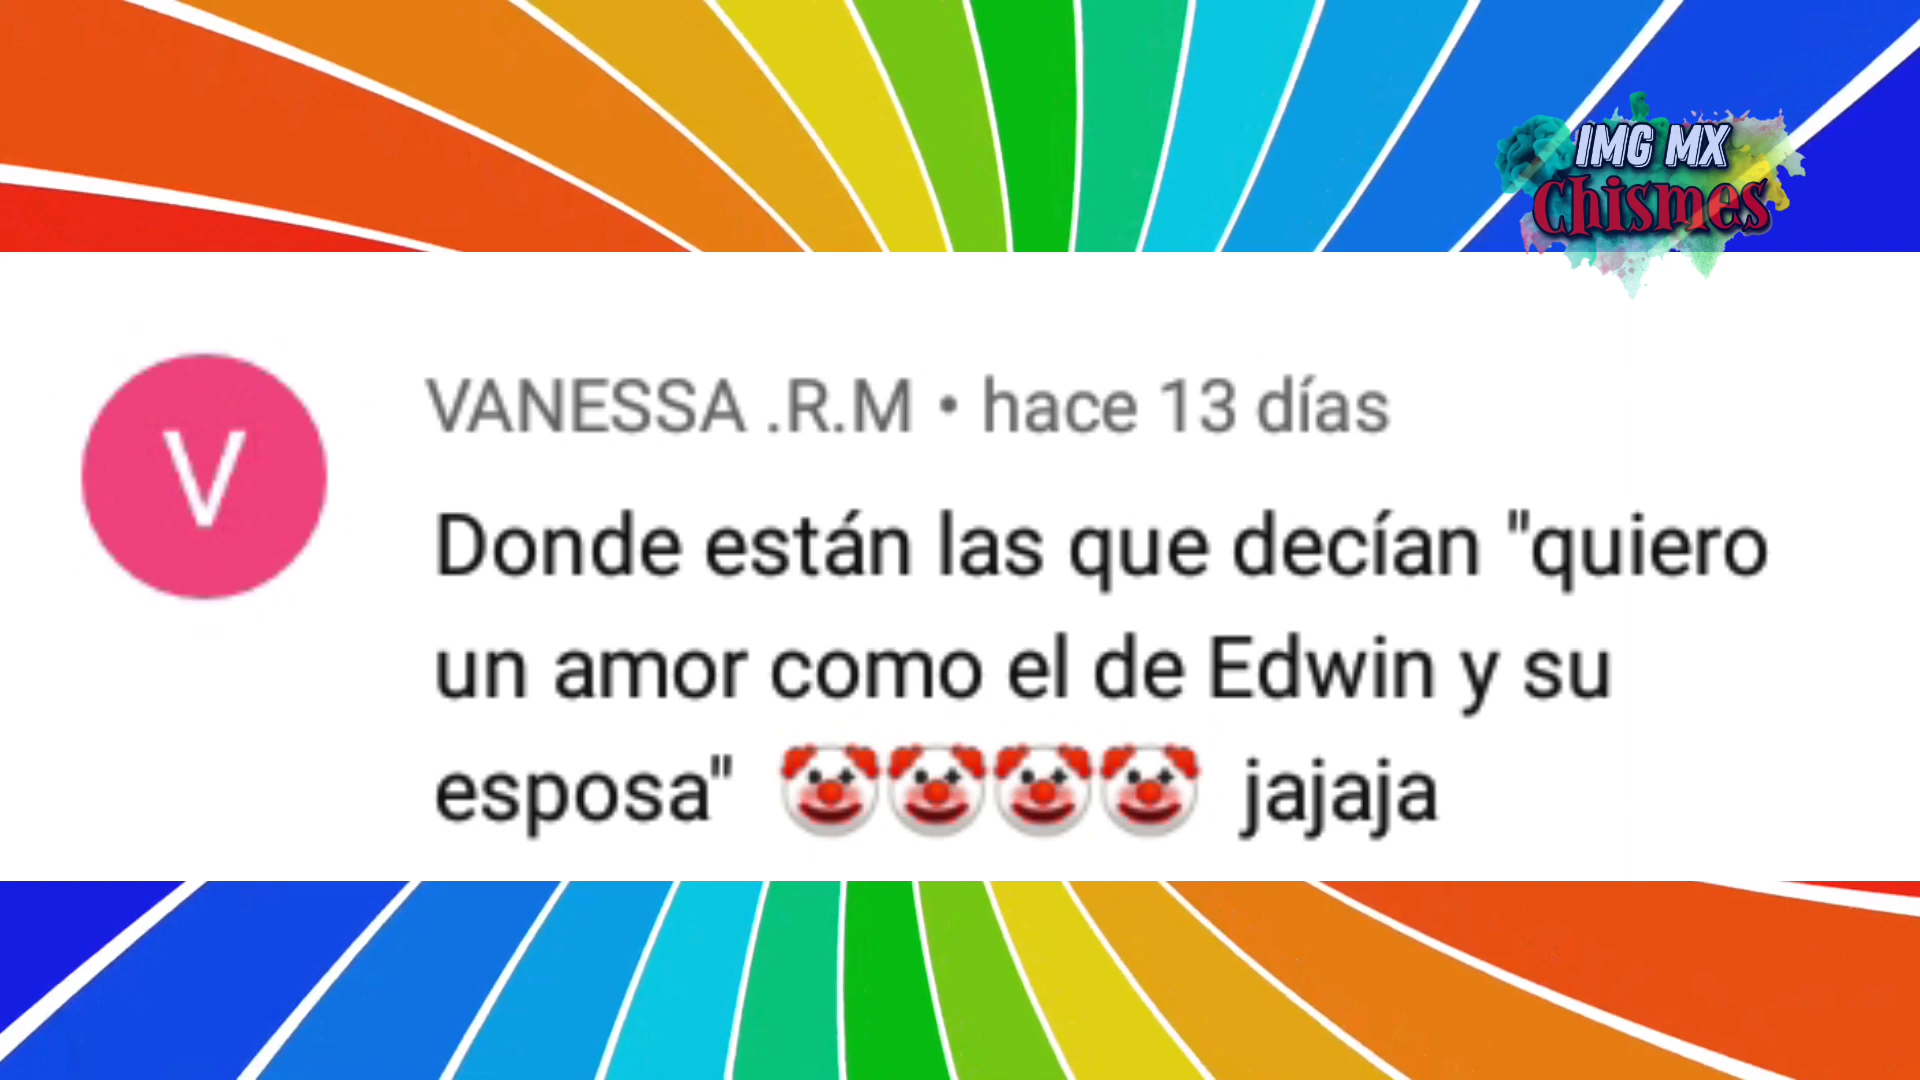 IMG MX
Chismes
V
VANESSA .R.M • hace 13 días
Donde están las que decían "quiero
un amor como el de Edwin y su
esposa" 🤡🤡🤡🤡 jajaja